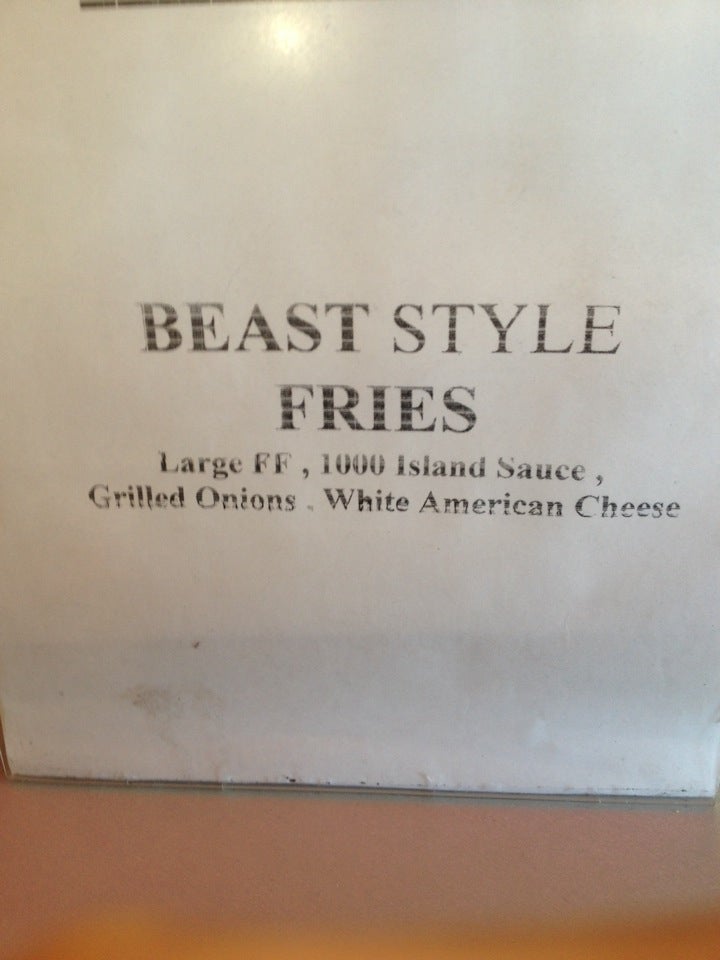 BEAST STYLE
FRIES
Large FF , 1000 Island Sauce ,
Grilled Onions , White American Cheese